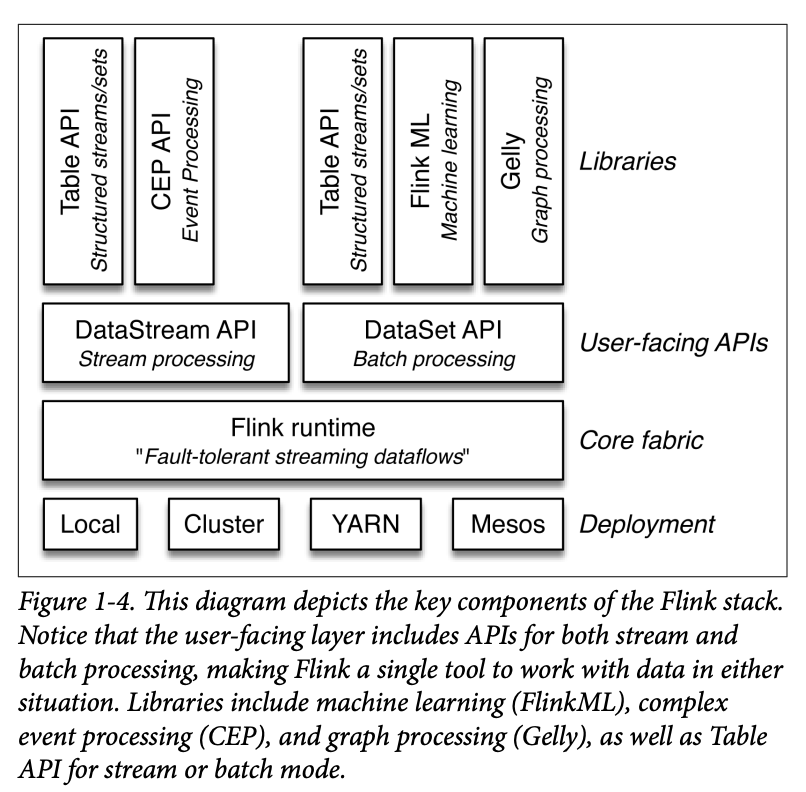 Table API
Structured streams/sets
CEP API
Event Processing
Table API
Structured streams/sets
Flink ML
Machine learning
Gelly
Graph processing
Libraries
DataStream API
Stream processing
DataSet API
Batch processing
User-facing APIs
Flink runtime
"Fault-tolerant streaming dataflows"
Core fabric
Local
Cluster
YARN
Mesos
Deployment
Figure 1-4. This diagram depicts the key components of the Flink stack.
Notice that the user-facing layer includes APIs for both stream and
batch processing, making Flink a single tool to work with data in either
situation. Libraries include machine learning (FlinkML), complex
event processing (CEP), and graph processing (Gelly), as well as Table
API for stream or batch mode.